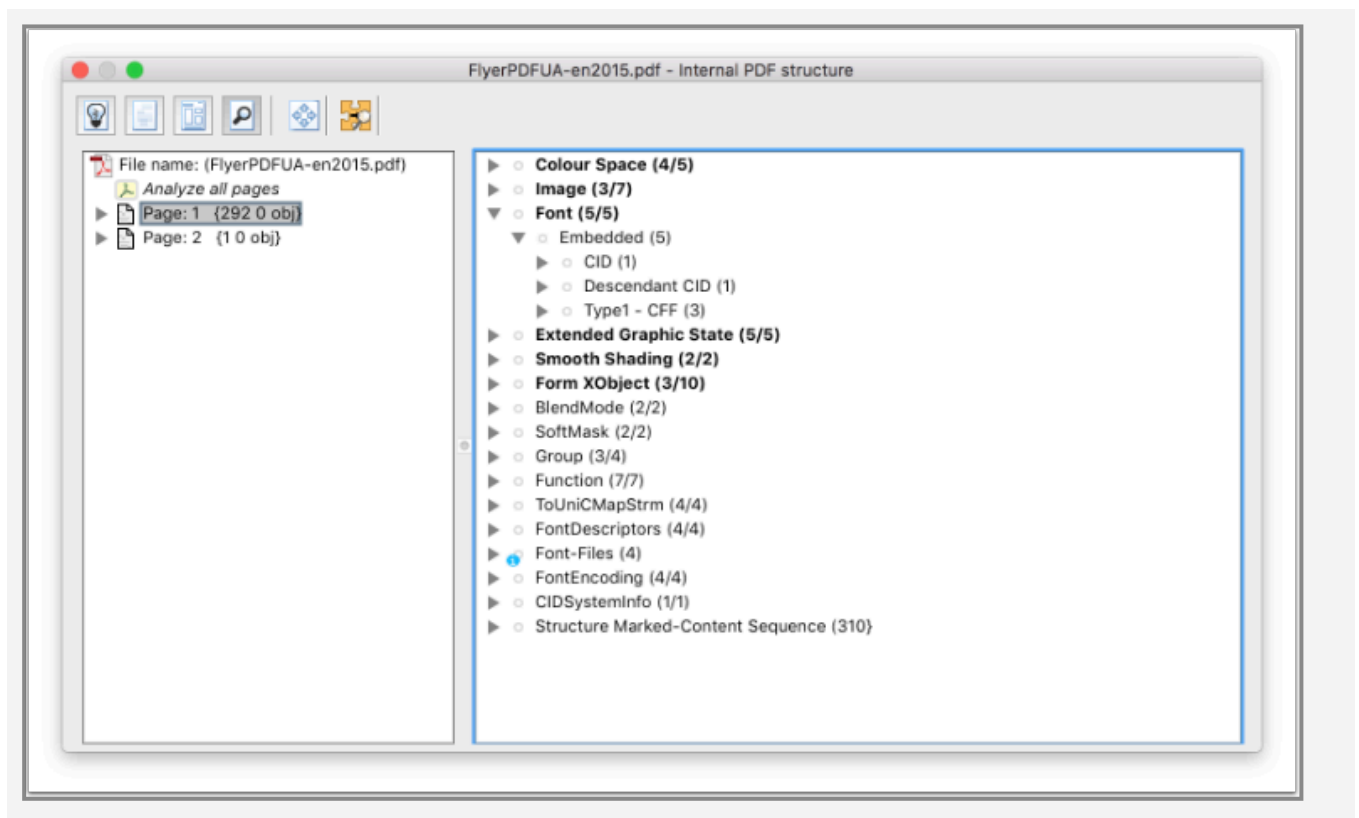 FlyerPDFUA-en2015.pdf - Internal PDF structure
File name: (FlyerPDFUA-en2015.pdf)
Analyze all pages
Page: 1 {292 0 obj}
Page: 2 {1 0 obj}
Colour Space (4/5)
Image (3/7)
Font (5/5)
Embedded (5)
CID (1)
Descendant CID (1)
Type1 - CFF (3)
Extended Graphic State (5/5)
Smooth Shading (2/2)
Form XObject (3/10)
BlendMode (2/2)
SoftMask (2/2)
Group (3/4)
Function (7/7)
ToUniCMapStrm (4/4)
FontDescriptors (4/4)
Font-Files (4)
FontEncoding (4/4)
CIDSystemInfo (1/1)
Structure Marked-Content Sequence (310}